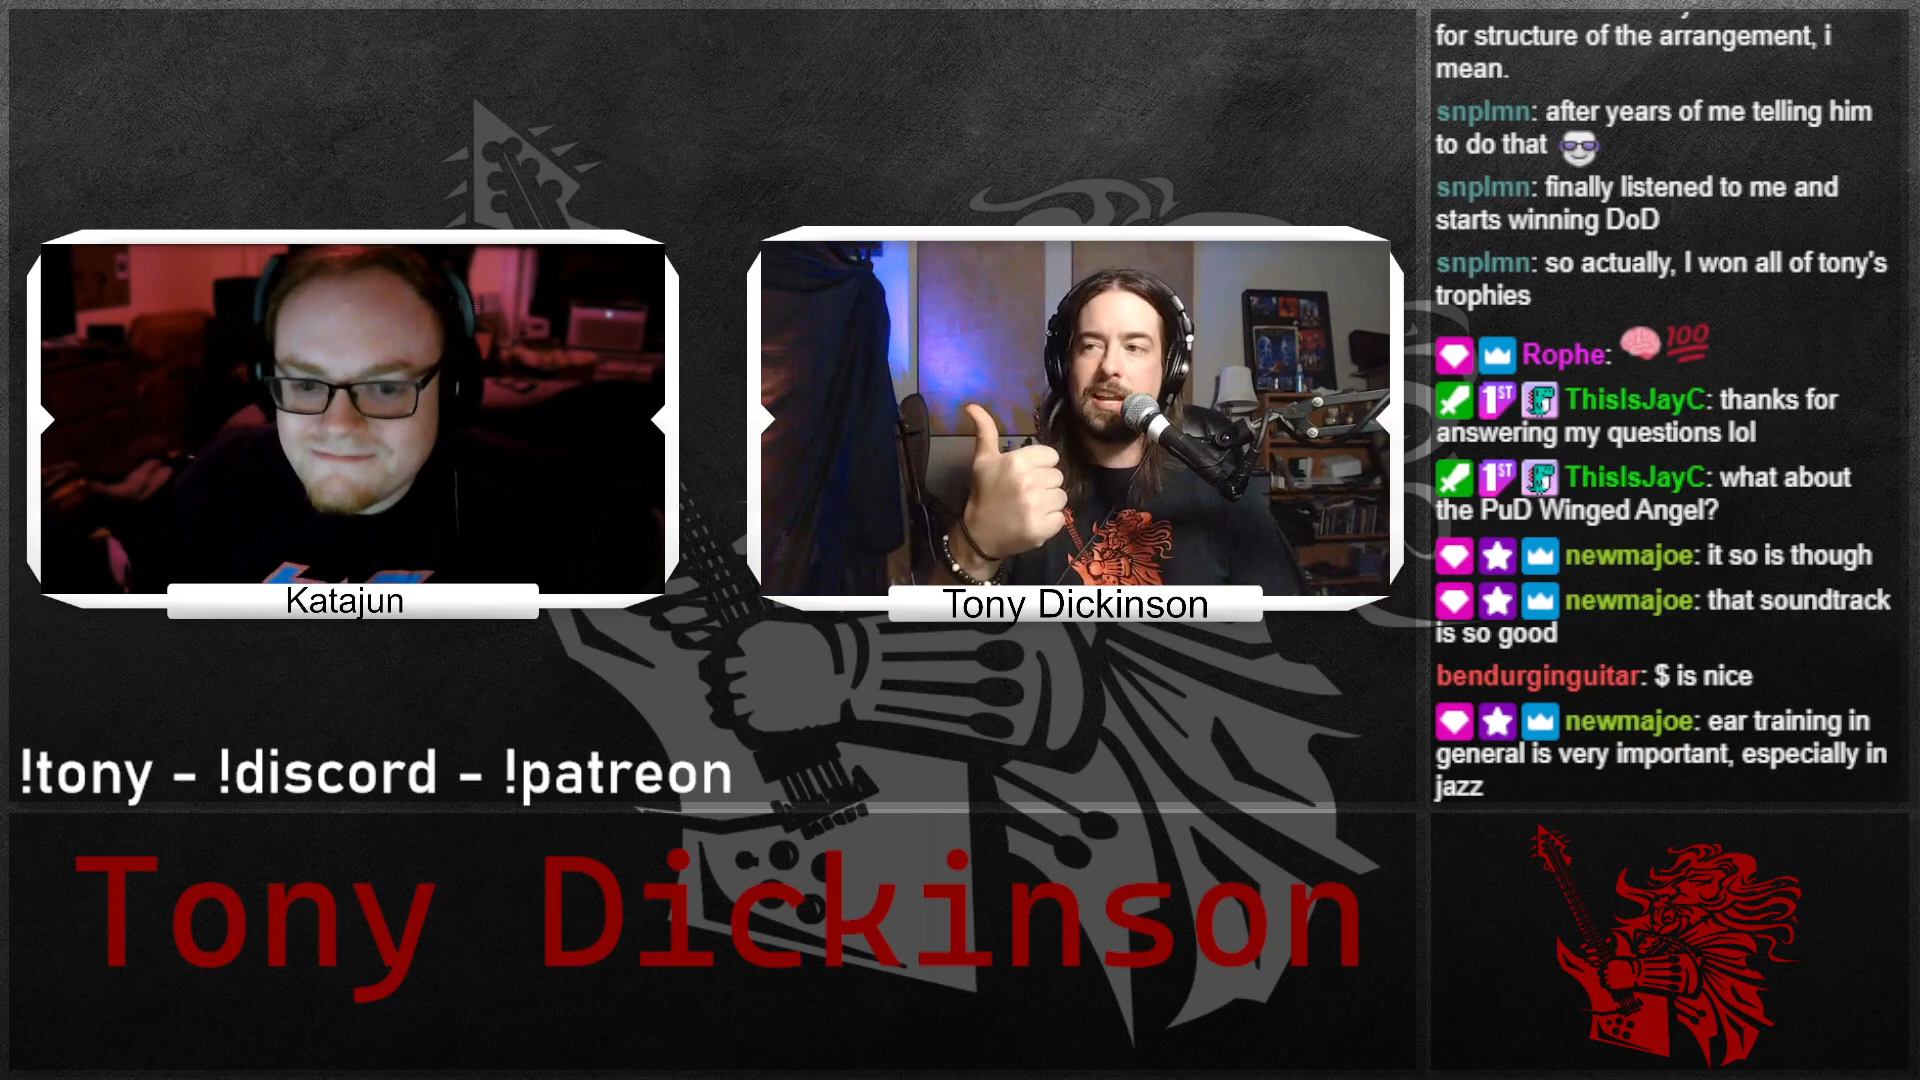 Katajun
Tony Dickinson
!tony - !discord - !patreon
Tony Dickinson
for structure of the arrangement, i
mean.
snplmn: after years of me telling him
to do that
snplmn: finally listened to me and
starts winning DoD
snplmn: so actually, I won all of tony's
trophies
Rophe: 100
1ST ThisIsJayC: thanks for
answering my questions lol
1ST ThisIsJayC: what about
the PuD Winged Angel?
newmajoe: it so is though
newmajoe: that soundtrack
is so good
bendurginguitar: $ is nice
newmajoe: ear training in
general is very important, especially in
jazz